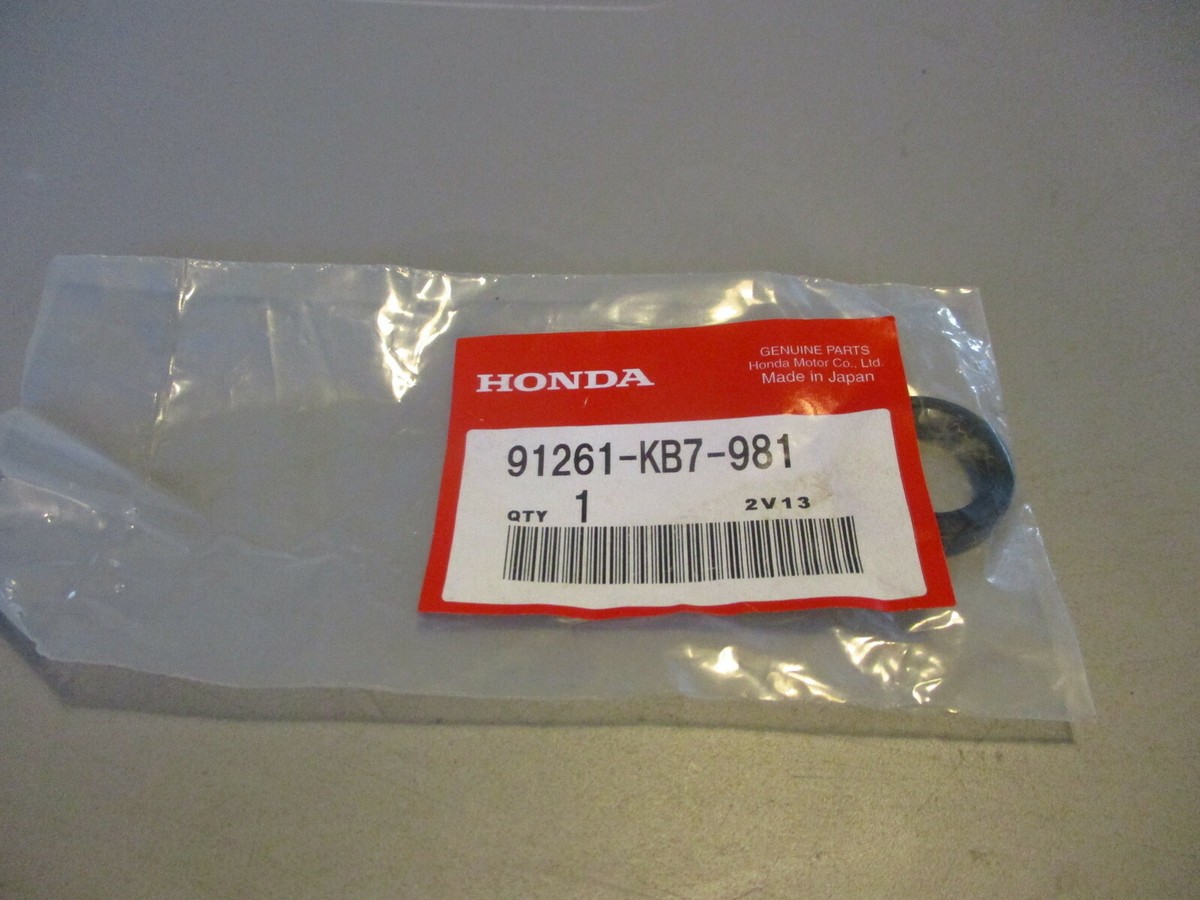 HONDA
GENUINE PARTS
Honda Motor Co., Ltd.
Made in Japan
91261-KB7-981
QTY 1 2V13